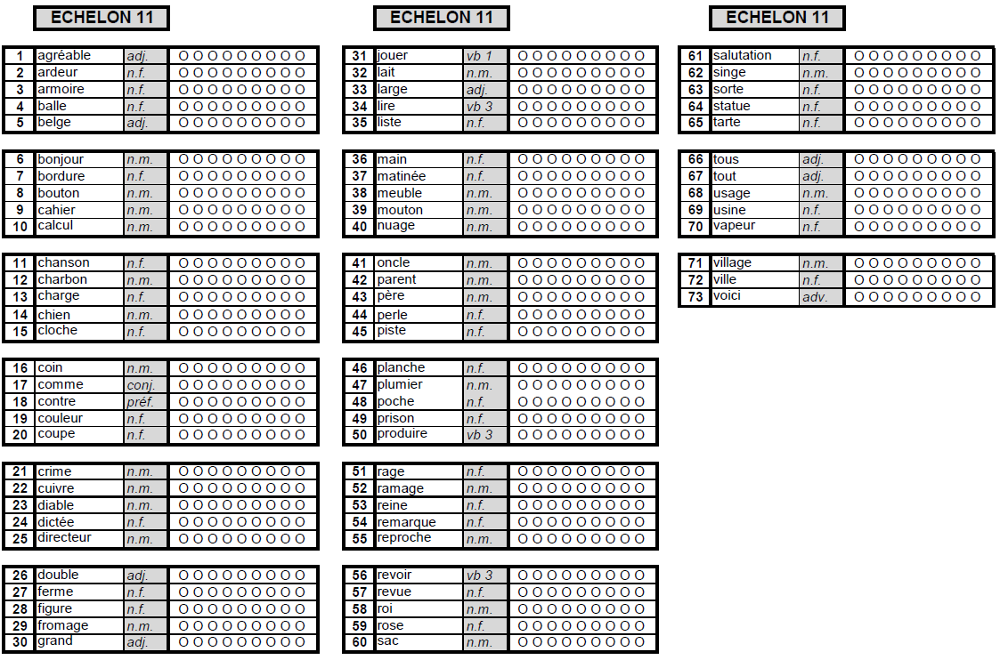 ECHELON 11
1 agréable adj. O O O O O O O O O
2 ardeur n.f. O O O O O O O O O
3 armoire n.f. O O O O O O O O O
4 balle n.f. O O O O O O O O O
5 belge adj. O O O O O O O O O
6 bonjour n.m. O O O O O O O O O
7 bordure n.f. O O O O O O O O O
8 bouton n.m. O O O O O O O O O
9 cahier n.m. O O O O O O O O O
10 calcul n.m. O O O O O O O O O
11 chanson n.f. O O O O O O O O O
12 charbon n.m. O O O O O O O O O
13 charge n.f. O O O O O O O O O
14 chien n.m. O O O O O O O O O
15 cloche n.f. O O O O O O O O O
16 coin n.m. O O O O O O O O O
17 comme conj. O O O O O O O O O
18 contre préf. O O O O O O O O O
19 couleur n.f. O O O O O O O O O
20 coupe n.f. O O O O O O O O O
21 crime n.m. O O O O O O O O O
22 cuivre n.m. O O O O O O O O O
23 diable n.m. O O O O O O O O O
24 dictée n.f. O O O O O O O O O
25 directeur n.m. O O O O O O O O O
26 double adj. O O O O O O O O O
27 ferme n.f. O O O O O O O O O
28 figure n.f. O O O O O O O O O
29 fromage n.m. O O O O O O O O O
30 grand adj. O O O O O O O O O
ECHELON 11
31 jouer vb 1 O O O O O O O O O
32 lait n.m. O O O O O O O O O
33 large adj. O O O O O O O O O
34 lire vb 3 O O O O O O O O O
35 liste n.f. O O O O O O O O O
36 main n.f. O O O O O O O O O
37 matinée n.f. O O O O O O O O O
38 meuble n.m. O O O O O O O O O
39 mouton n.m. O O O O O O O O O
40 nuage n.m. O O O O O O O O O
41 oncle n.m. O O O O O O O O O
42 parent n.m. O O O O O O O O O
43 père n.m. O O O O O O O O O
44 perle n.f. O O O O O O O O O
45 piste n.f. O O O O O O O O O
46 planche n.f. O O O O O O O O O
47 plumier n.m. O O O O O O O O O
48 poche n.f. O O O O O O O O O
49 prison n.f. O O O O O O O O O
50 produire vb 3 O O O O O O O O O
51 rage n.f. O O O O O O O O O
52 ramage n.m. O O O O O O O O O
53 reine n.f. O O O O O O O O O
54 remarque n.f. O O O O O O O O O
55 reproche n.m. O O O O O O O O O
56 revoir vb 3 O O O O O O O O O
57 revue n.f. O O O O O O O O O
58 roi n.m. O O O O O O O O O
59 rose n.f. O O O O O O O O O
60 sac n.m. O O O O O O O O O
ECHELON 11
61 salutation n.f. O O O O O O O O O
62 singe n.m. O O O O O O O O O
63 sorte n.f. O O O O O O O O O
64 statue n.f. O O O O O O O O O
65 tarte n.f. O O O O O O O O O
66 tous adj. O O O O O O O O O
67 tout adj. O O O O O O O O O
68 usage n.m. O O O O O O O O O
69 usine n.f. O O O O O O O O O
70 vapeur n.f. O O O O O O O O O
71 village n.m. O O O O O O O O O
72 ville n.f. O O O O O O O O O
73 voici adv. O O O O O O O O O